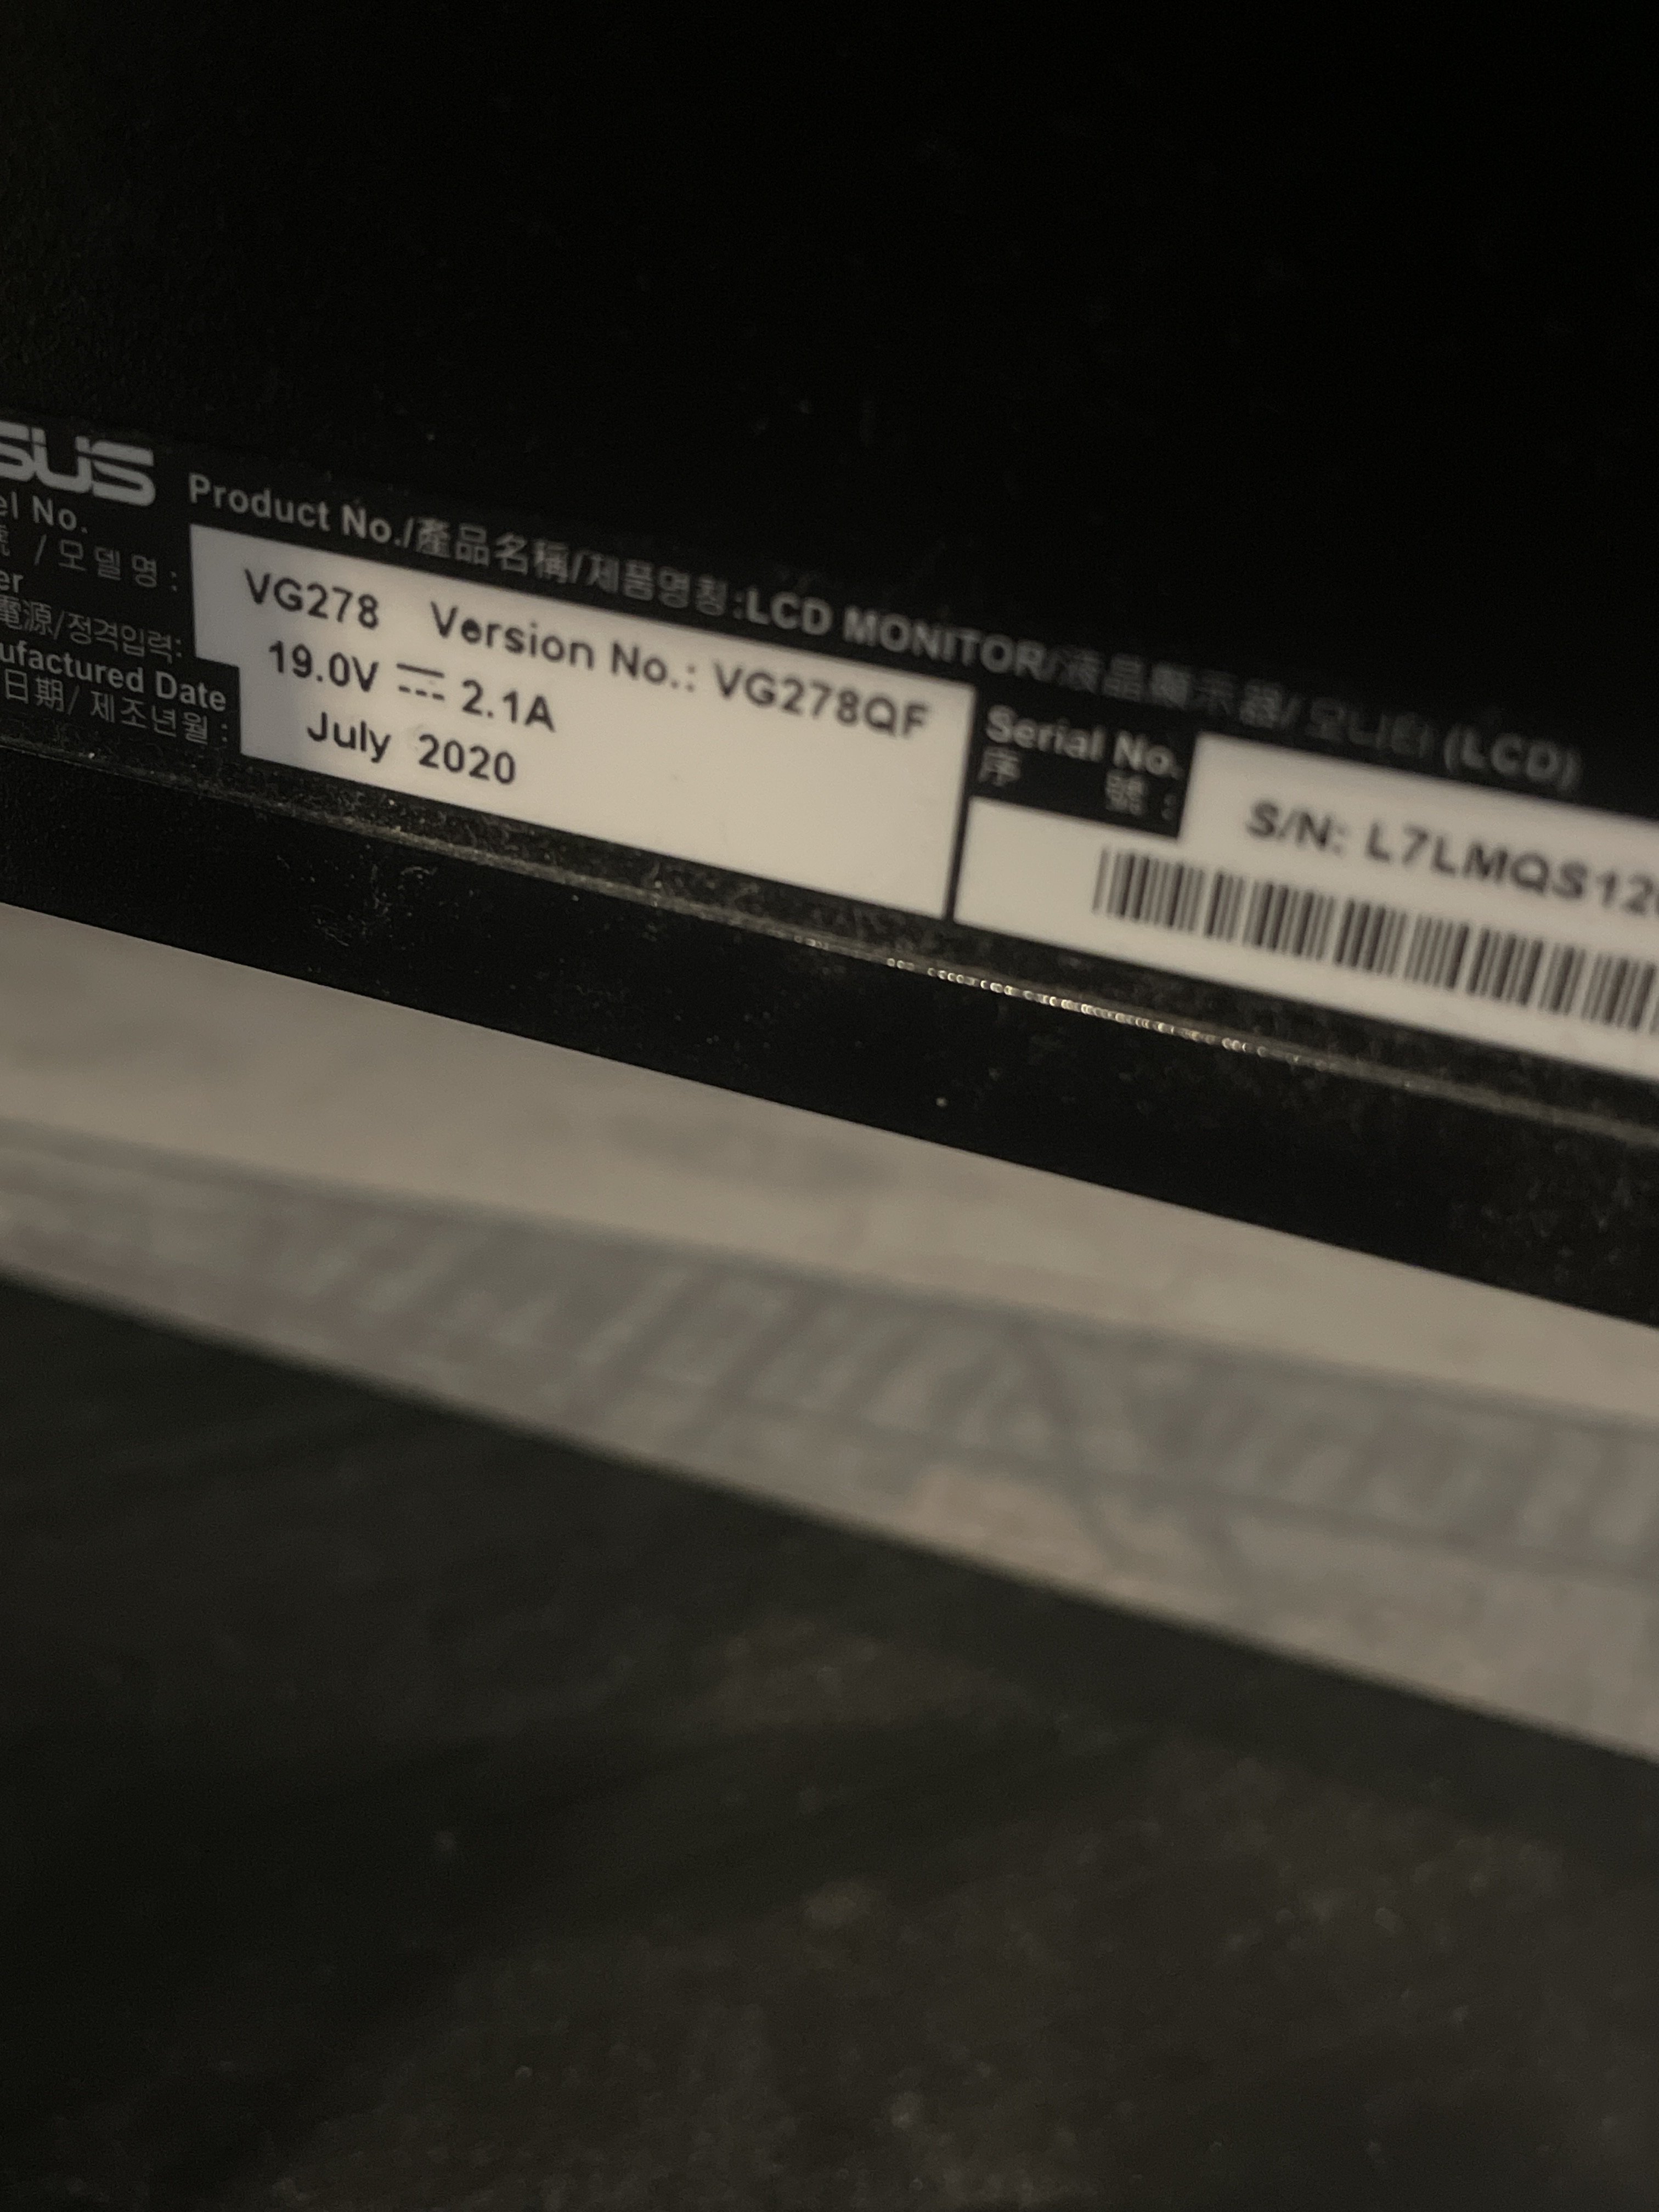 SUS
Product No./產品名稱/제품명칭:LCD MONITOR/液晶顯示器/ 모니터 (LCD)
el No.
號 / 모델명 :
er
電源/정격입력:
ufactured Date
日期/ 제조년월 :
VG278 Version No.: VG278QF
19.0V ⎓ 2.1A
July 2020
Serial No.
序 號 :
S/N: L7LMQS12